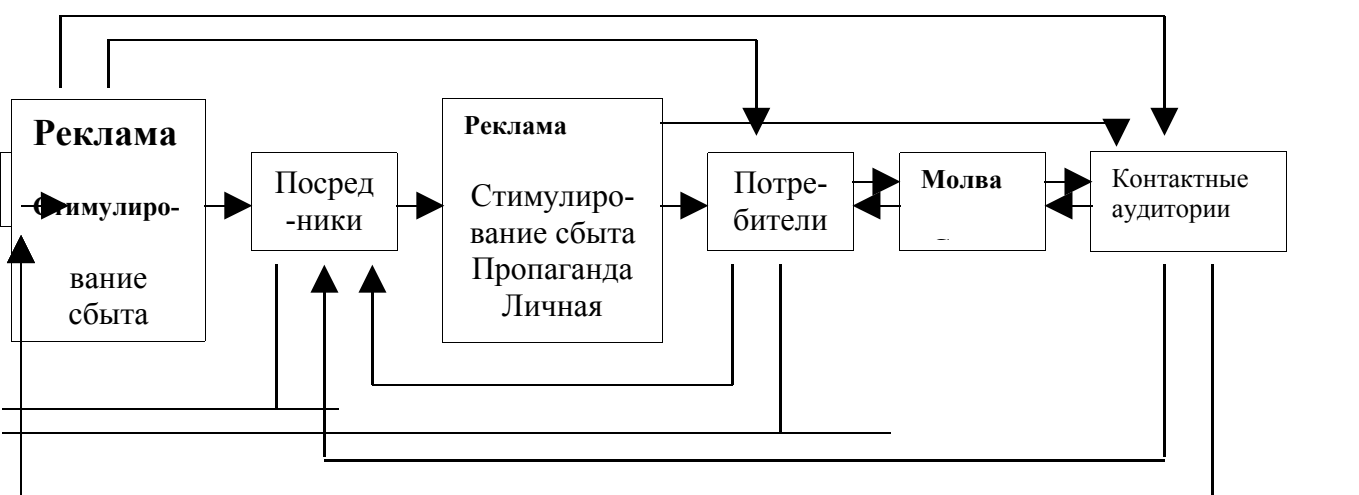 Реклама
Стимулиро-
вание
сбыта
Посред
-ники
Реклама
Стимулиро-
вание сбыта
Пропаганда
Личная
Потре-
бители
Молва
Контактные
аудитории